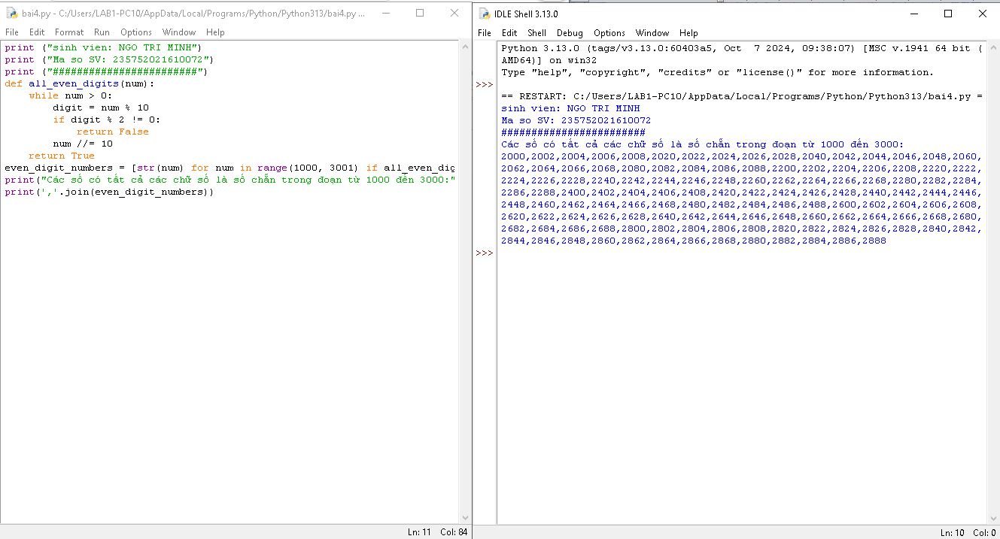 bai4.py - C:/Users/LAB1-PC10/AppData/Local/Programs/Python/Python313/bai4.py ...
File Edit Format Run Options Window Help
print ("sinh vien: NGO TRI MINH")
print ("Ma so SV: 235752021610072")
print ("########################")
def all_even_digits(num):
    while num > 0:
        digit = num % 10
        if digit % 2 != 0:
            return False
        num //= 10
    return True
even_digit_numbers = [str(num) for num in range(1000, 3001) if all_even_dig
print("Các số có tất cả các chữ số là số chẵn trong đoạn từ 1000 đến 3000:"
print(','.join(even_digit_numbers))
Ln: 11 Col: 84
IDLE Shell 3.13.0
File Edit Shell Debug Options Window Help
Python 3.13.0 (tags/v3.13.0:60403a5, Oct  7 2024, 09:38:07) [MSC v.1941 64 bit (
AMD64)] on win32
Type "help", "copyright", "credits" or "license()" for more information.
>>>
== RESTART: C:/Users/LAB1-PC10/AppData/Local/Programs/Python/Python313/bai4.py =
sinh vien: NGO TRI MINH
Ma so SV: 235752021610072
########################
Các số có tất cả các chữ số là số chẵn trong đoạn từ 1000 đến 3000:
2000,2002,2004,2006,2008,2020,2022,2024,2026,2028,2040,2042,2044,2046,2048,2060,
2062,2064,2066,2068,2080,2082,2084,2086,2088,2200,2202,2204,2206,2208,2220,2222,
2224,2226,2228,2240,2242,2244,2246,2248,2260,2262,2264,2266,2268,2280,2282,2284,
2286,2288,2400,2402,2404,2406,2408,2420,2422,2424,2426,2428,2440,2442,2444,2446,
2448,2460,2462,2464,2466,2468,2480,2482,2484,2486,2488,2600,2602,2604,2606,2608,
2620,2622,2624,2626,2628,2640,2642,2644,2646,2648,2660,2662,2664,2666,2668,2680,
2682,2684,2686,2688,2800,2802,2804,2806,2808,2820,2822,2824,2826,2828,2840,2842,
2844,2846,2848,2860,2862,2864,2866,2868,2880,2882,2884,2886,2888
>>>
Ln: 10 Col: 0